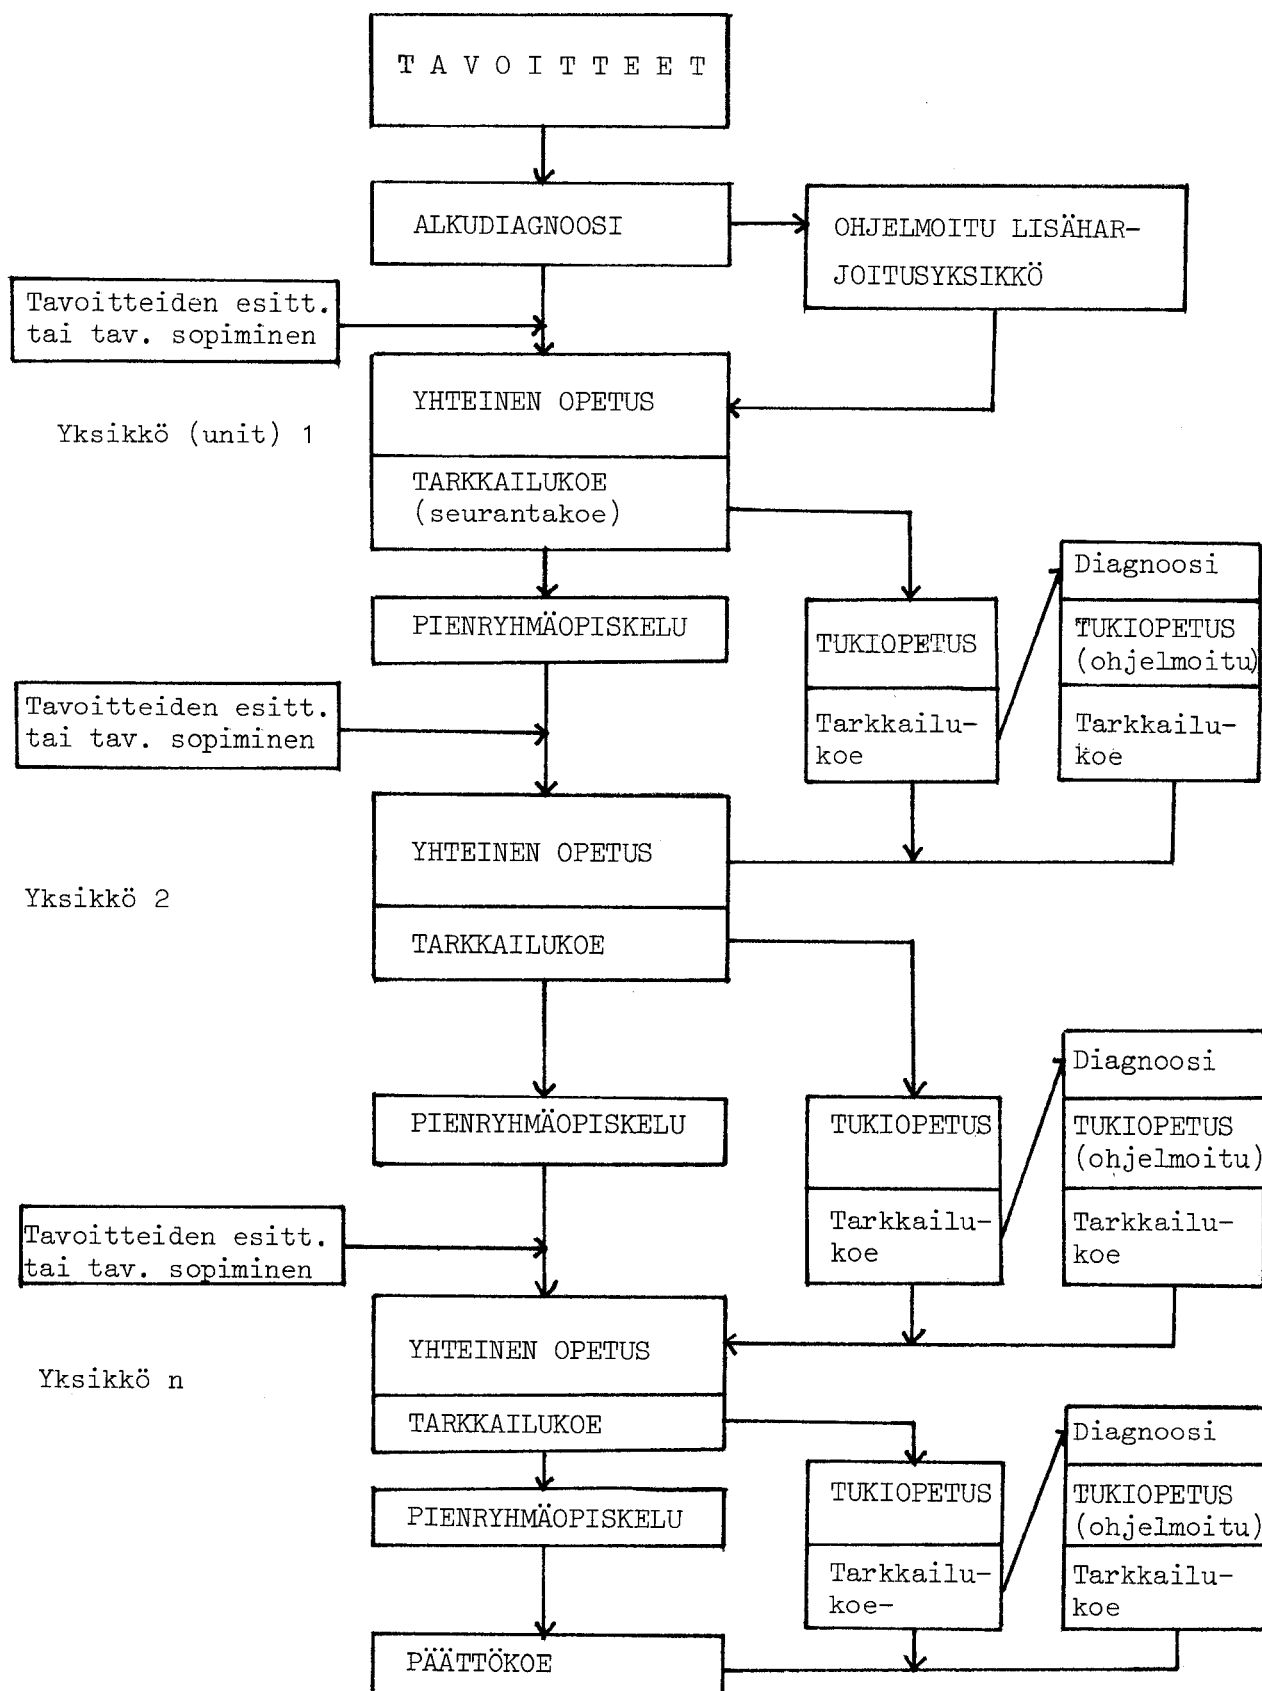 T A V O I T T E E T
ALKUDIAGNOOSI
OHJELMOITU LISÄHAR-
JOITUSYKSIKKÖ
Tavoitteiden esitt.
tai tav. sopiminen
YHTEINEN OPETUS
Yksikkö (unit) 1
TARKKAILUKOE
(seurantakoe)
PIENRYHMÄOPISKELU
TUKIOPETUS
Tarkkailu-
koe
Diagnoosi
TUKIOPETUS
(ohjelmoitu)
Tarkkailu-
koe
Tavoitteiden esitt.
tai tav. sopiminen
YHTEINEN OPETUS
Yksikkö 2
TARKKAILUKOE
PIENRYHMÄOPISKELU
TUKIOPETUS
Tarkkailu-
koe
Diagnoosi
TUKIOPETUS
(ohjelmoitu)
Tarkkailu-
koe
Tavoitteiden esitt.
tai tav. sopiminen
YHTEINEN OPETUS
Yksikkö n
TARKKAILUKOE
PIENRYHMÄOPISKELU
TUKIOPETUS
Tarkkailu-
koe-
Diagnoosi
TUKIOPETUS
(ohjelmoitu)
Tarkkailu-
koe
PÄÄTTÖKOE